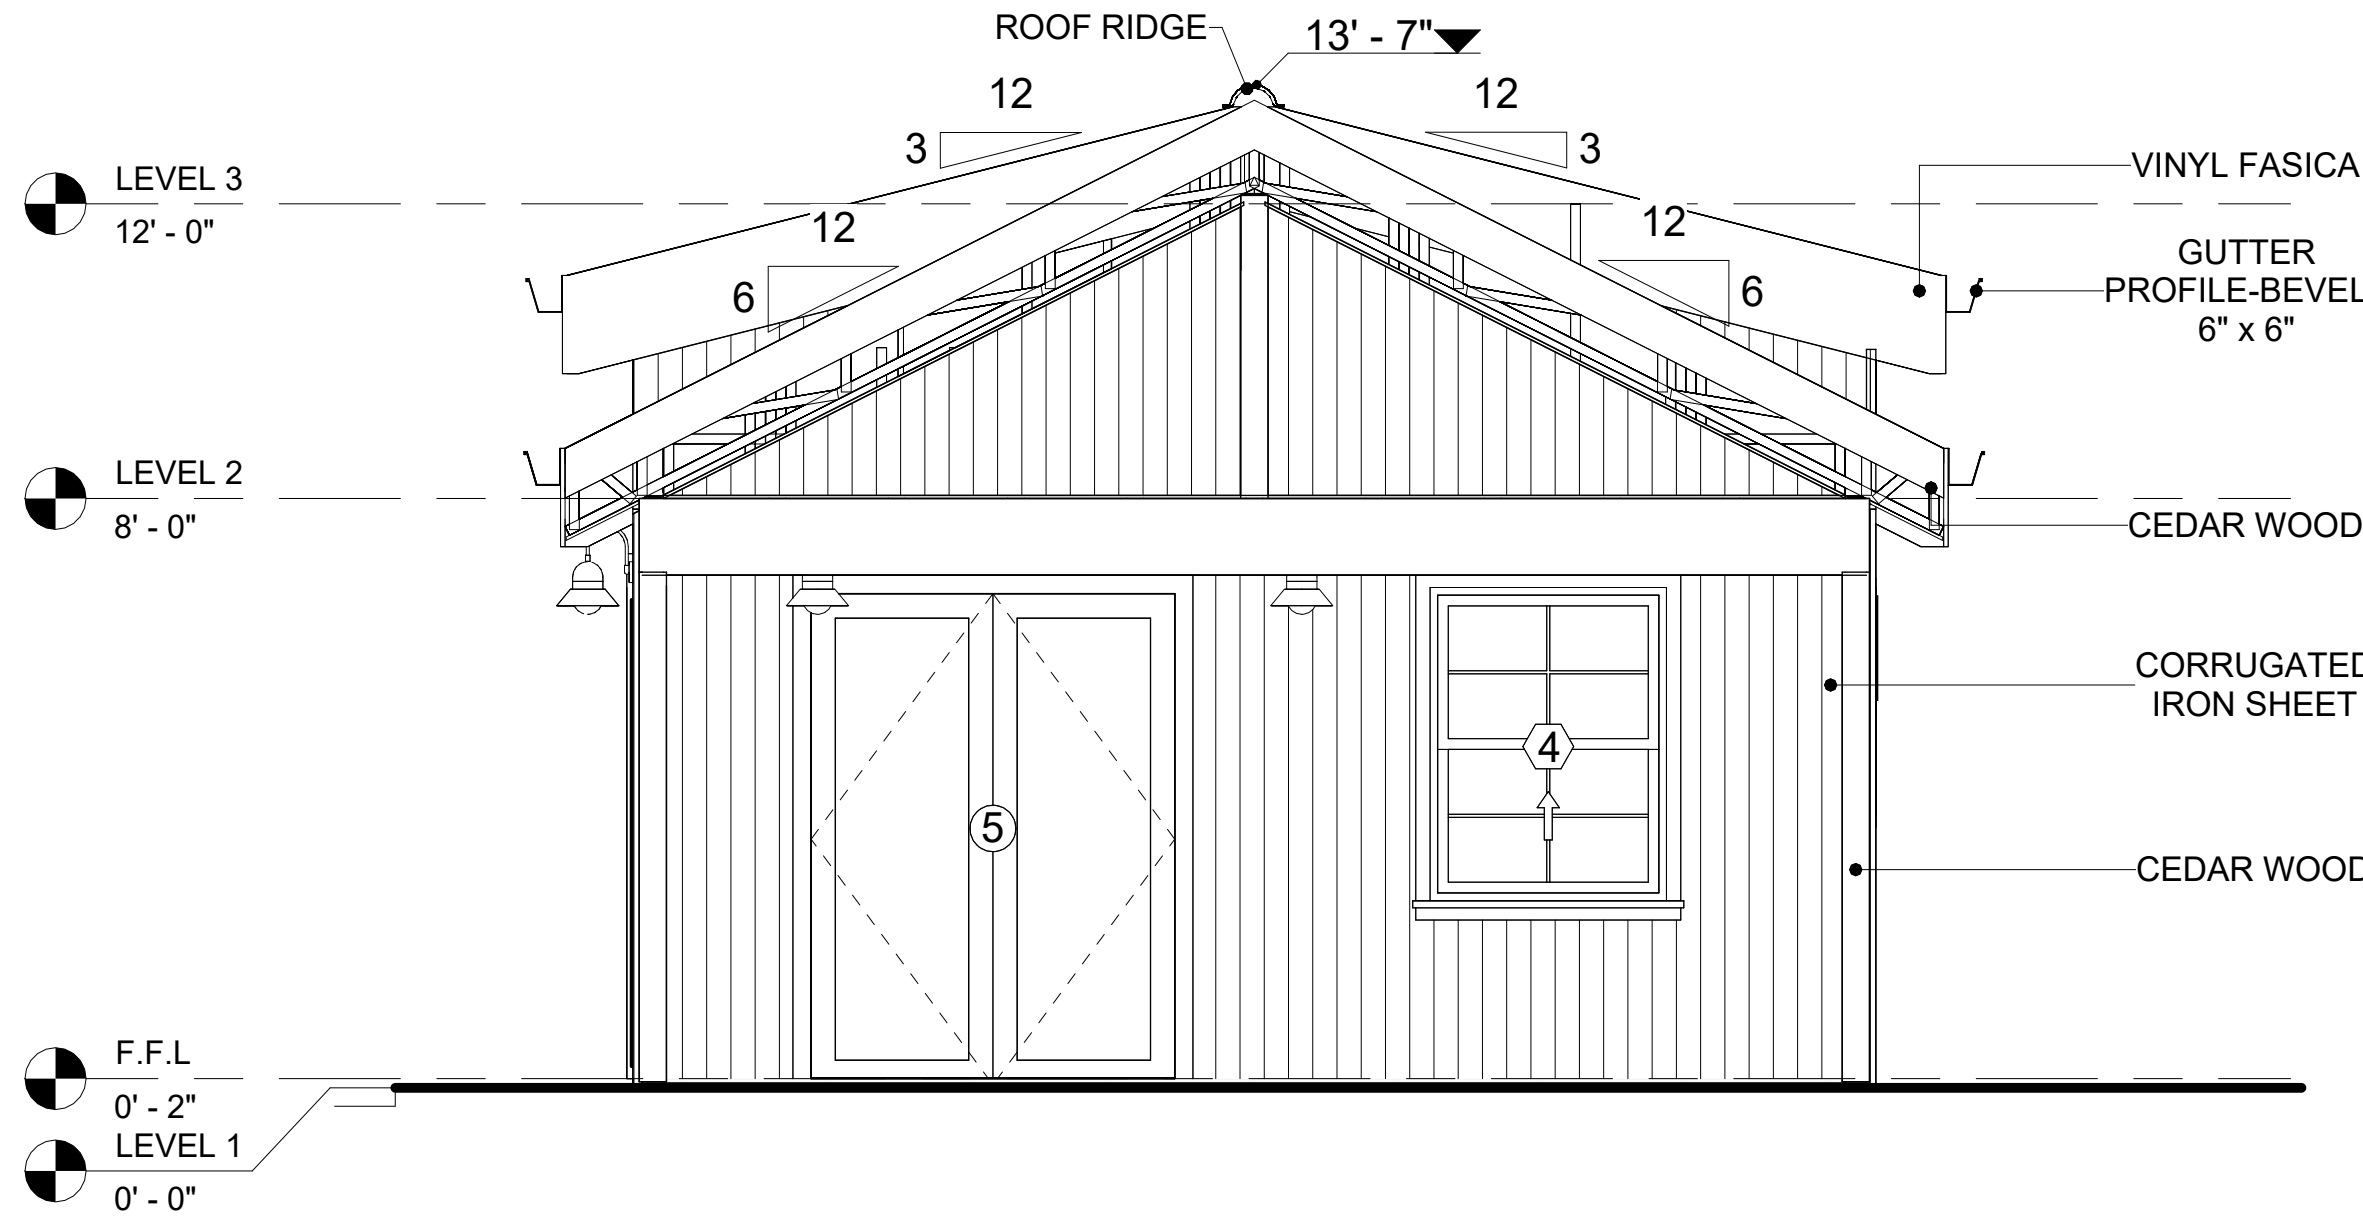 ROOF RIDGE
13' - 7"
12
12
3
3
VINYL FASICA
LEVEL 3
12' - 0"
12
12
6
6
GUTTER
PROFILE-BEVEL
6" x 6"
LEVEL 2
8' - 0"
CEDAR WOOD
CORRUGATED
IRON SHEET
4
5
CEDAR WOOD
F.F.L
0' - 2"
LEVEL 1
0' - 0"